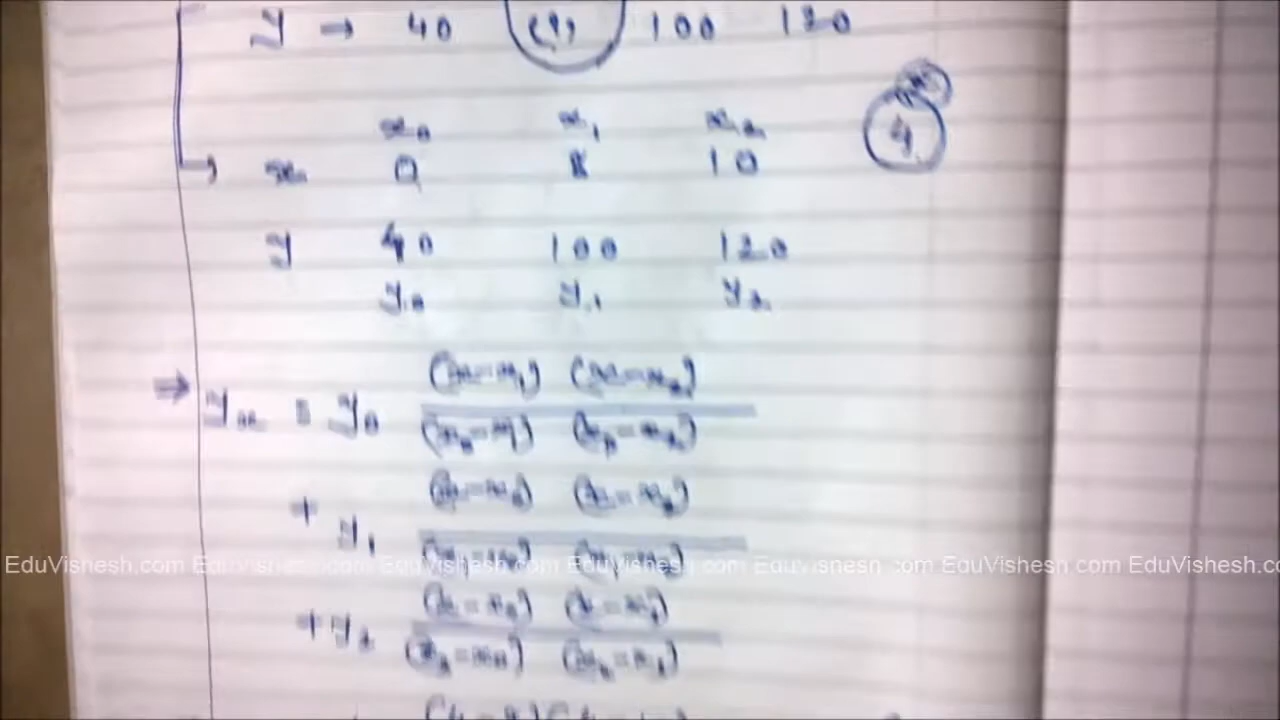 y → 40 (?) 100 120
x₀ x₁ x₂
4
x 0 8 10
y 40 100 120
y₀ y₁ y₂
⇒ yₓ = y₀ (x-x₁) (x-x₂)
(x₀-x₁) (x₀-x₂)
+ y₁ (x-x₀) (x-x₂)
(x₁-x₀) (x₁-x₂)
EduVishesh.com EduVishesh.com EduVishesh.com EduVishesh.com EduVishesh.com EduVishesh.com
+ y₂ (x-x₀) (x-x₁)
(x₂-x₀) (x₂-x₁)